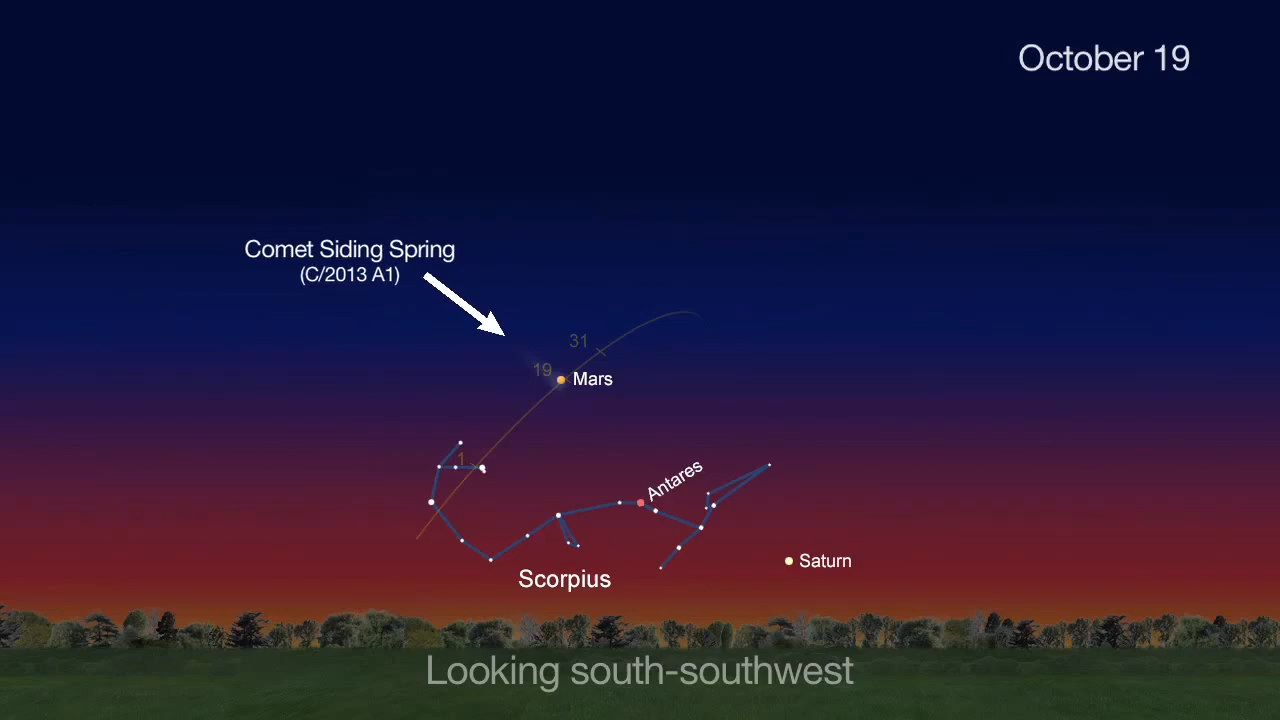 October 19
Comet Siding Spring
(C/2013 A1)
31
19
Mars
1
Antares
Saturn
Scorpius
Looking south-southwest